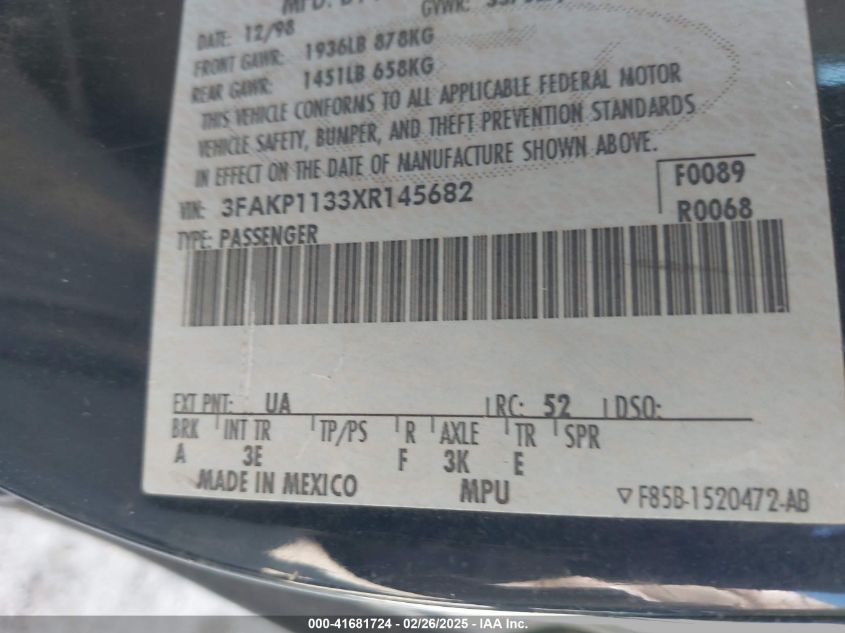 MFD. BY
GVWR:
DATE: 12/98
FRONT GAWR: 1936LB 878KG
REAR GAWR: 1451LB 658KG
THIS VEHICLE CONFORMS TO ALL APPLICABLE FEDERAL MOTOR
VEHICLE SAFETY, BUMPER, AND THEFT PREVENTION STANDARDS
IN EFFECT ON THE DATE OF MANUFACTURE SHOWN ABOVE.
VIN: 3FAKP1133XR145682
F0089
TYPE: PASSENGER
R0068
EXT PNT: UA RC: 52 DSO:
BRK INT TR TP/PS R AXLE TR SPR
A 3E F 3K E
MADE IN MEXICO MPU F85B-1520472-AB
000-41681724 - 02/26/2025 - IAA Inc.